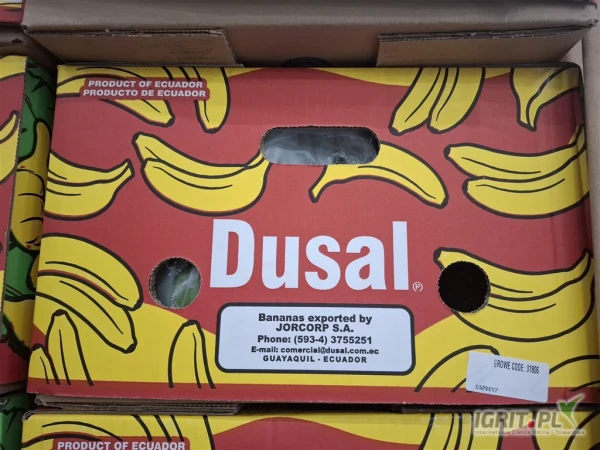 PRODUCT OF ECUADOR
PRODUCTO DE ECUADOR
Dusal
Bananas exported by
JORCORP S.A.
Phone: (593-4) 3755251
E-mail: comercial@dusal.com.ec
GUAYAQUIL - ECUADOR
GROWE CODE: 31806
IGRIT.PL
PRODUCT OF ECUADOR